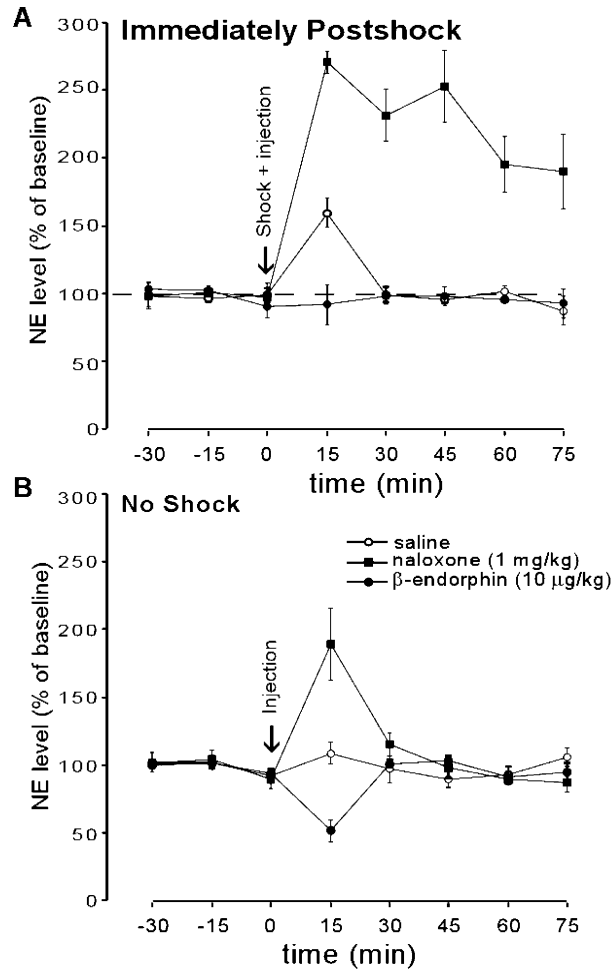 A
Immediately Postshock
300
250
200
150
100
50
0
NE level (% of baseline)
Shock + injection
-30 -15 0 15 30 45 60 75
time (min)
B
No Shock
300
250
200
150
100
50
0
NE level (% of baseline)
Injection
saline
naloxone (1 mg/kg)
β-endorphin (10 µg/kg)
-30 -15 0 15 30 45 60 75
time (min)